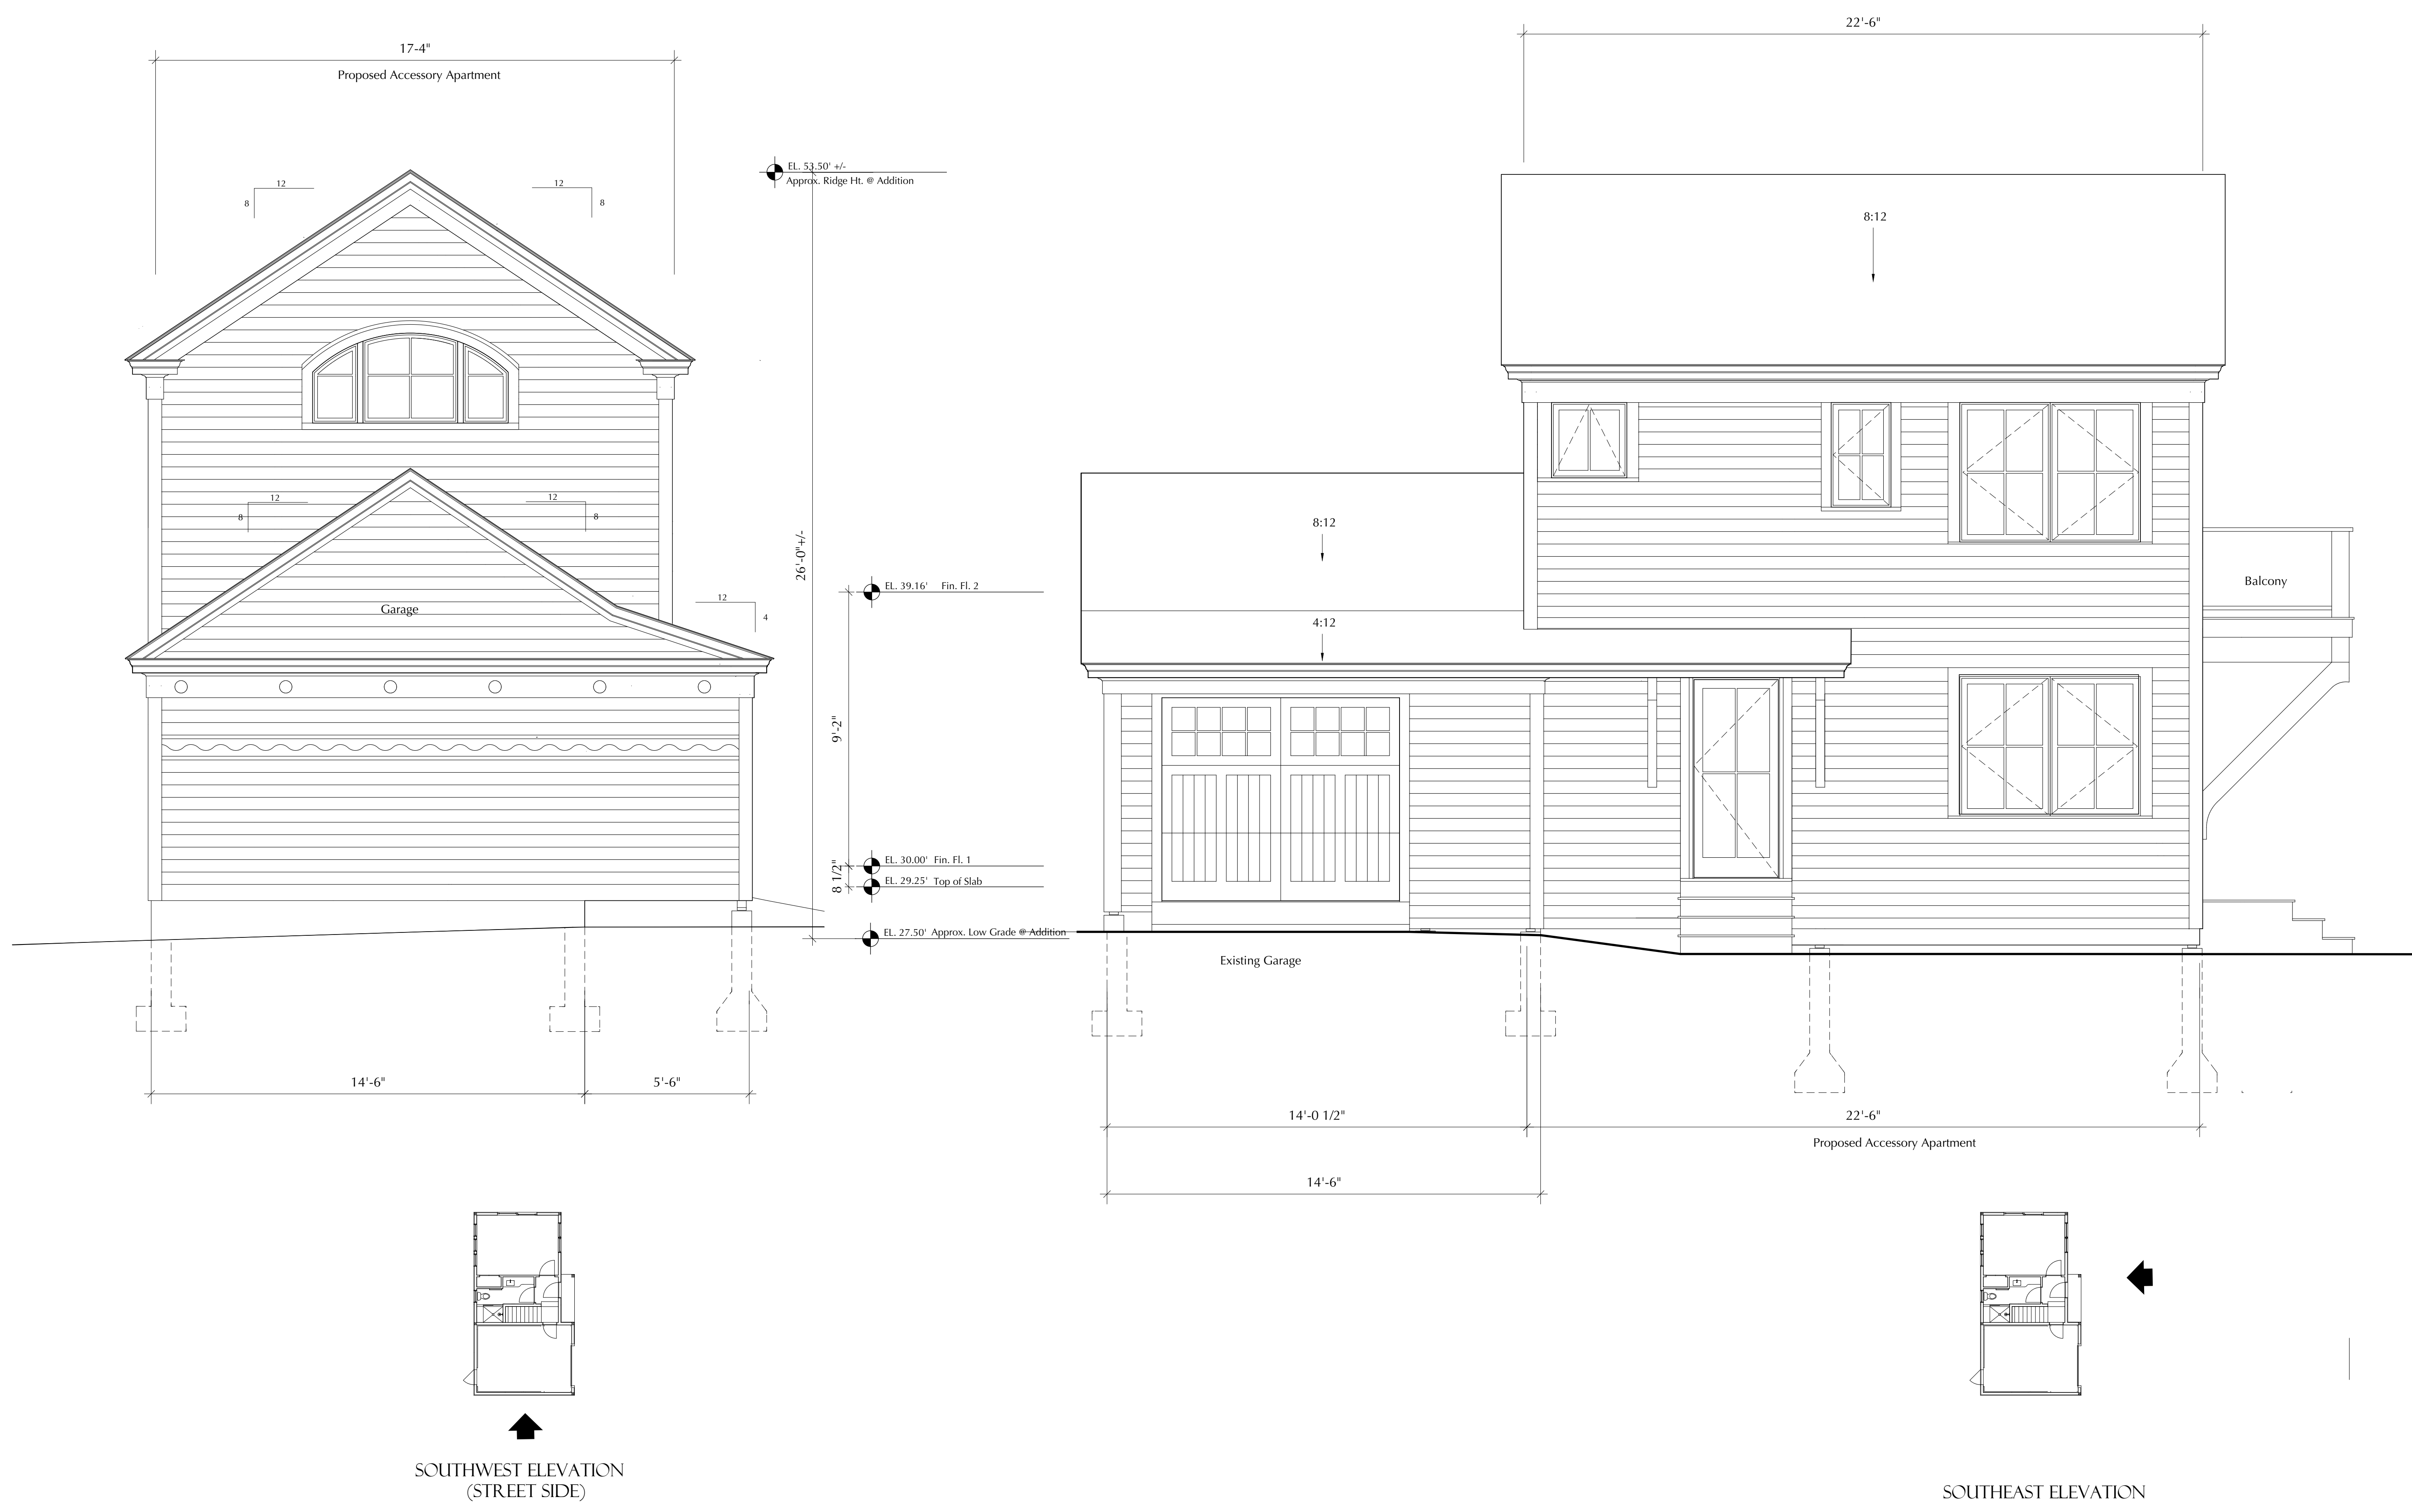 17-4"
Proposed Accessory Apartment
22'-6"
EL. 53.50' +/-
Approx. Ridge Ht. @ Addition
12
8
12
8
8:12
12
8
12
8
8:12
26'-0"+/-
EL. 39.16' Fin. Fl. 2
Balcony
12
4
Garage
4:12
9'-2"
EL. 30.00' Fin. Fl. 1
8 1/2"
EL. 29.25' Top of Slab
EL. 27.50' Approx. Low Grade @ Addition
Existing Garage
14'-6"
5'-6"
14'-0 1/2"
22'-6"
Proposed Accessory Apartment
14'-6"
SOUTHWEST ELEVATION
(STREET SIDE)
SOUTHEAST ELEVATION